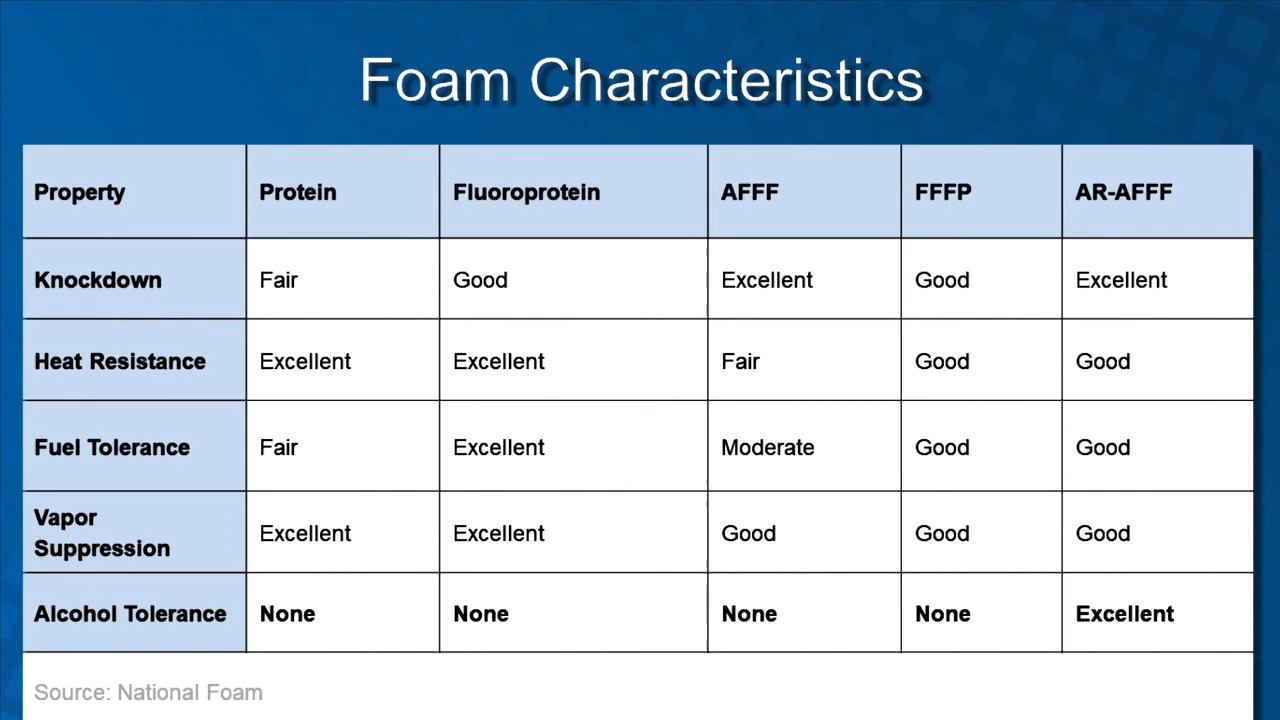 Foam Characteristics
Property Protein Fluoroprotein AFFF FFFP AR-AFFF
Knockdown Fair Good Excellent Good Excellent
Heat Resistance Excellent Excellent Fair Good Good
Fuel Tolerance Fair Excellent Moderate Good Good
Vapor
Suppression Excellent Excellent Good Good Good
Alcohol Tolerance None None None None Excellent
Source: National Foam